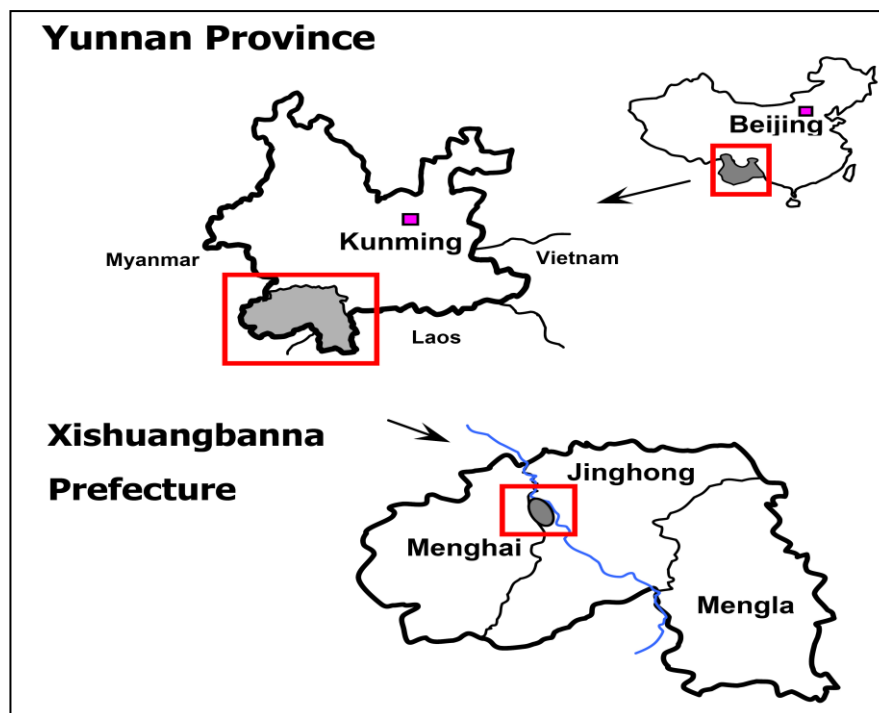 Yunnan Province
Beijing
Kunming
Myanmar
Vietnam
Laos
Xishuangbanna
Prefecture
Jinghong
Menghai
Mengla